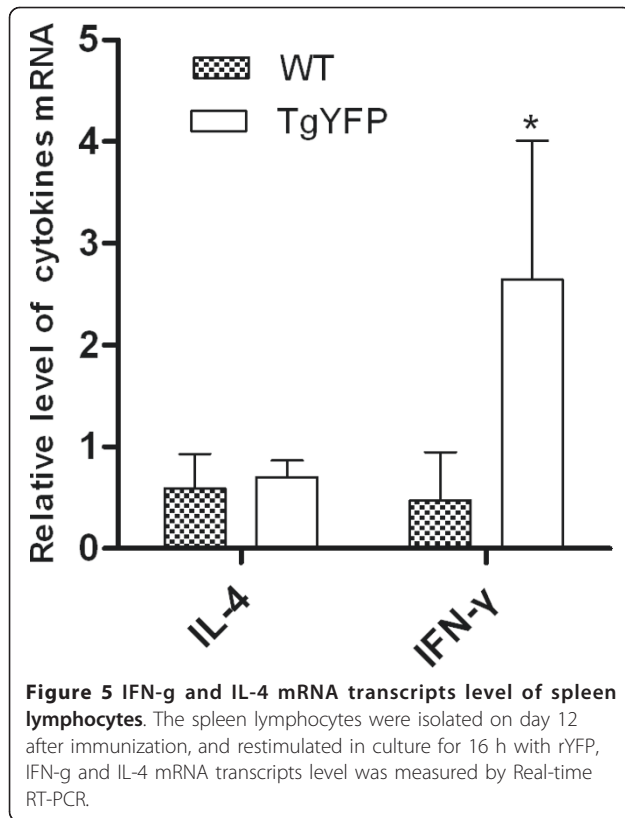 Relative level of cytokines mRNA
5
4
3
2
1
0
WT
TgYFP
*
IL-4
IFN-γ
Figure 5 IFN-g and IL-4 mRNA transcripts level of spleen
lymphocytes. The spleen lymphocytes were isolated on day 12
after immunization, and restimulated in culture for 16 h with rYFP,
IFN-g and IL-4 mRNA transcripts level was measured by Real-time
RT-PCR.